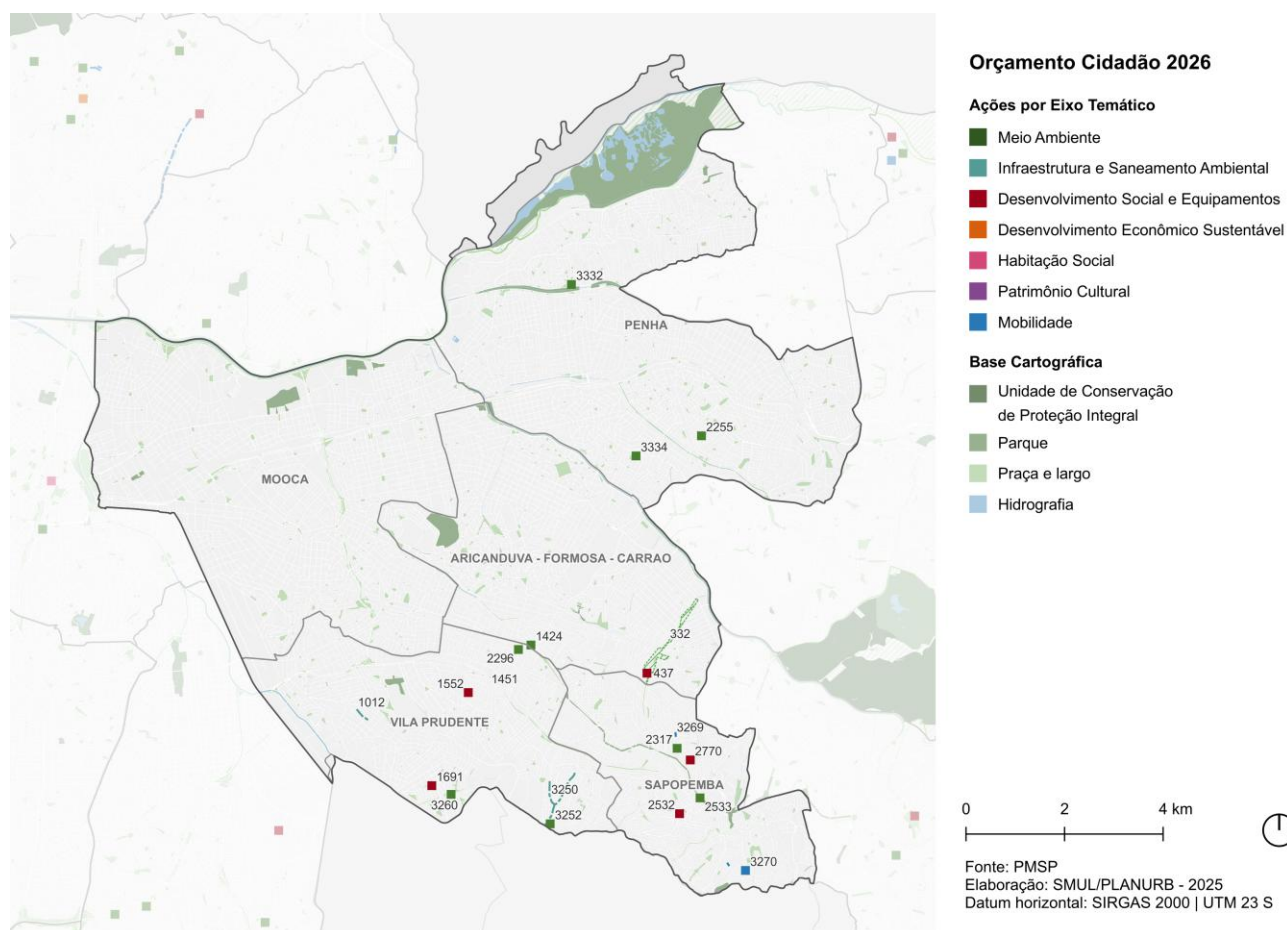 3332
PENHA
2255
3334
MOOCA
ARICANDUVA - FORMOSA - CARRAO
332
1424
2296
437
1552
1451
1012
VILA PRUDENTE
3269
2317
2770
1691
SAPOPEMBA
3250
3260
2532
2533
3252
3270
Orçamento Cidadão 2026
Ações por Eixo Temático
Meio Ambiente
Infraestrutura e Saneamento Ambiental
Desenvolvimento Social e Equipamentos
Desenvolvimento Econômico Sustentável
Habitação Social
Patrimônio Cultural
Mobilidade
Base Cartográfica
Unidade de Conservação
de Proteção Integral
Parque
Praça e largo
Hidrografia
0 2 4 km
Fonte: PMSP
Elaboração: SMUL/PLANURB - 2025
Datum horizontal: SIRGAS 2000 | UTM 23 S